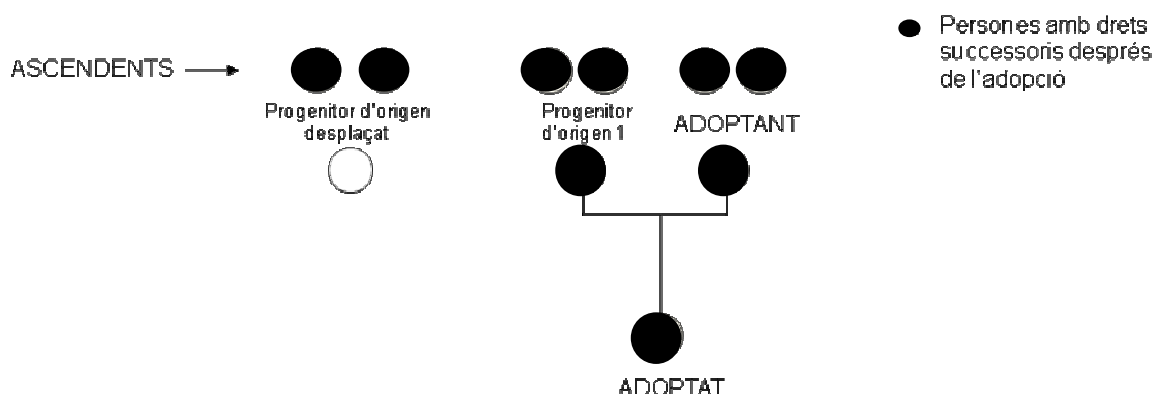 ASCENDENTS
Progenitor d'origen
desplaçat
Progenitor
d'origen 1
ADOPTANT
Persones amb drets
successoris després
de l'adopció
ADOPTAT